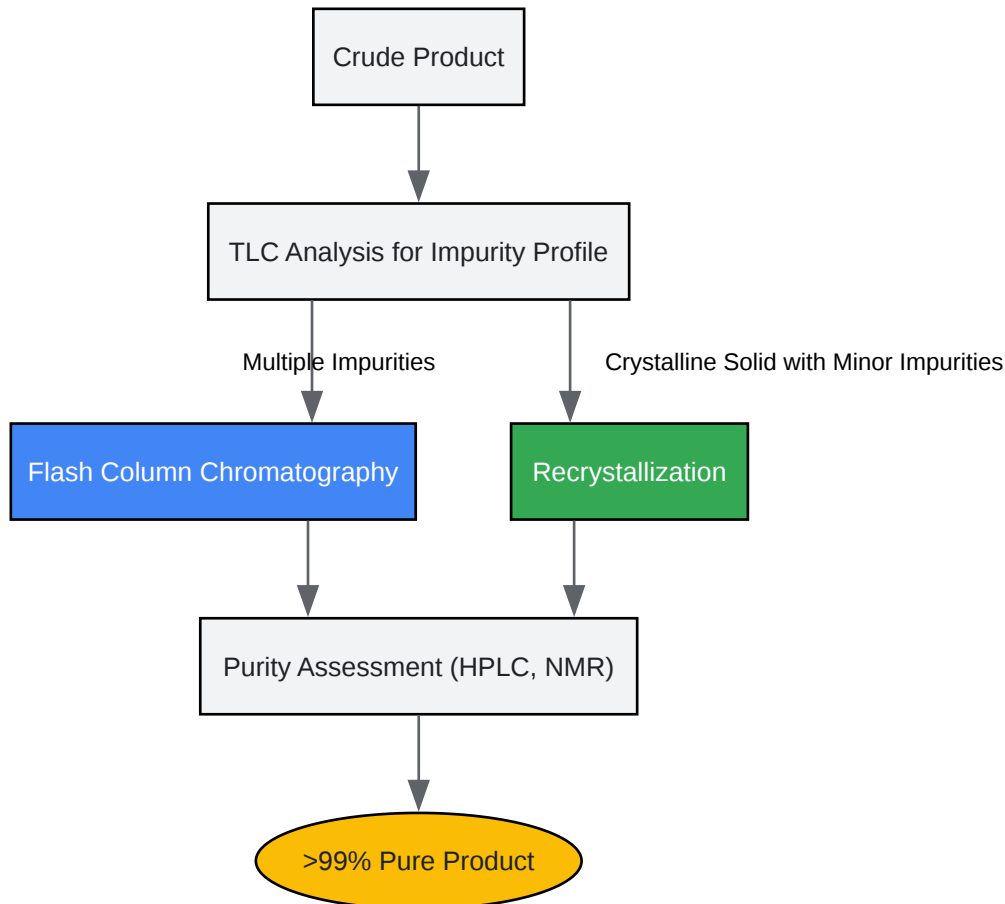 Crude Product
TLC Analysis for Impurity Profile
Multiple Impurities
Crystalline Solid with Minor Impurities
Flash Column Chromatography
Recrystallization
Purity Assessment (HPLC, NMR)
>99% Pure Product